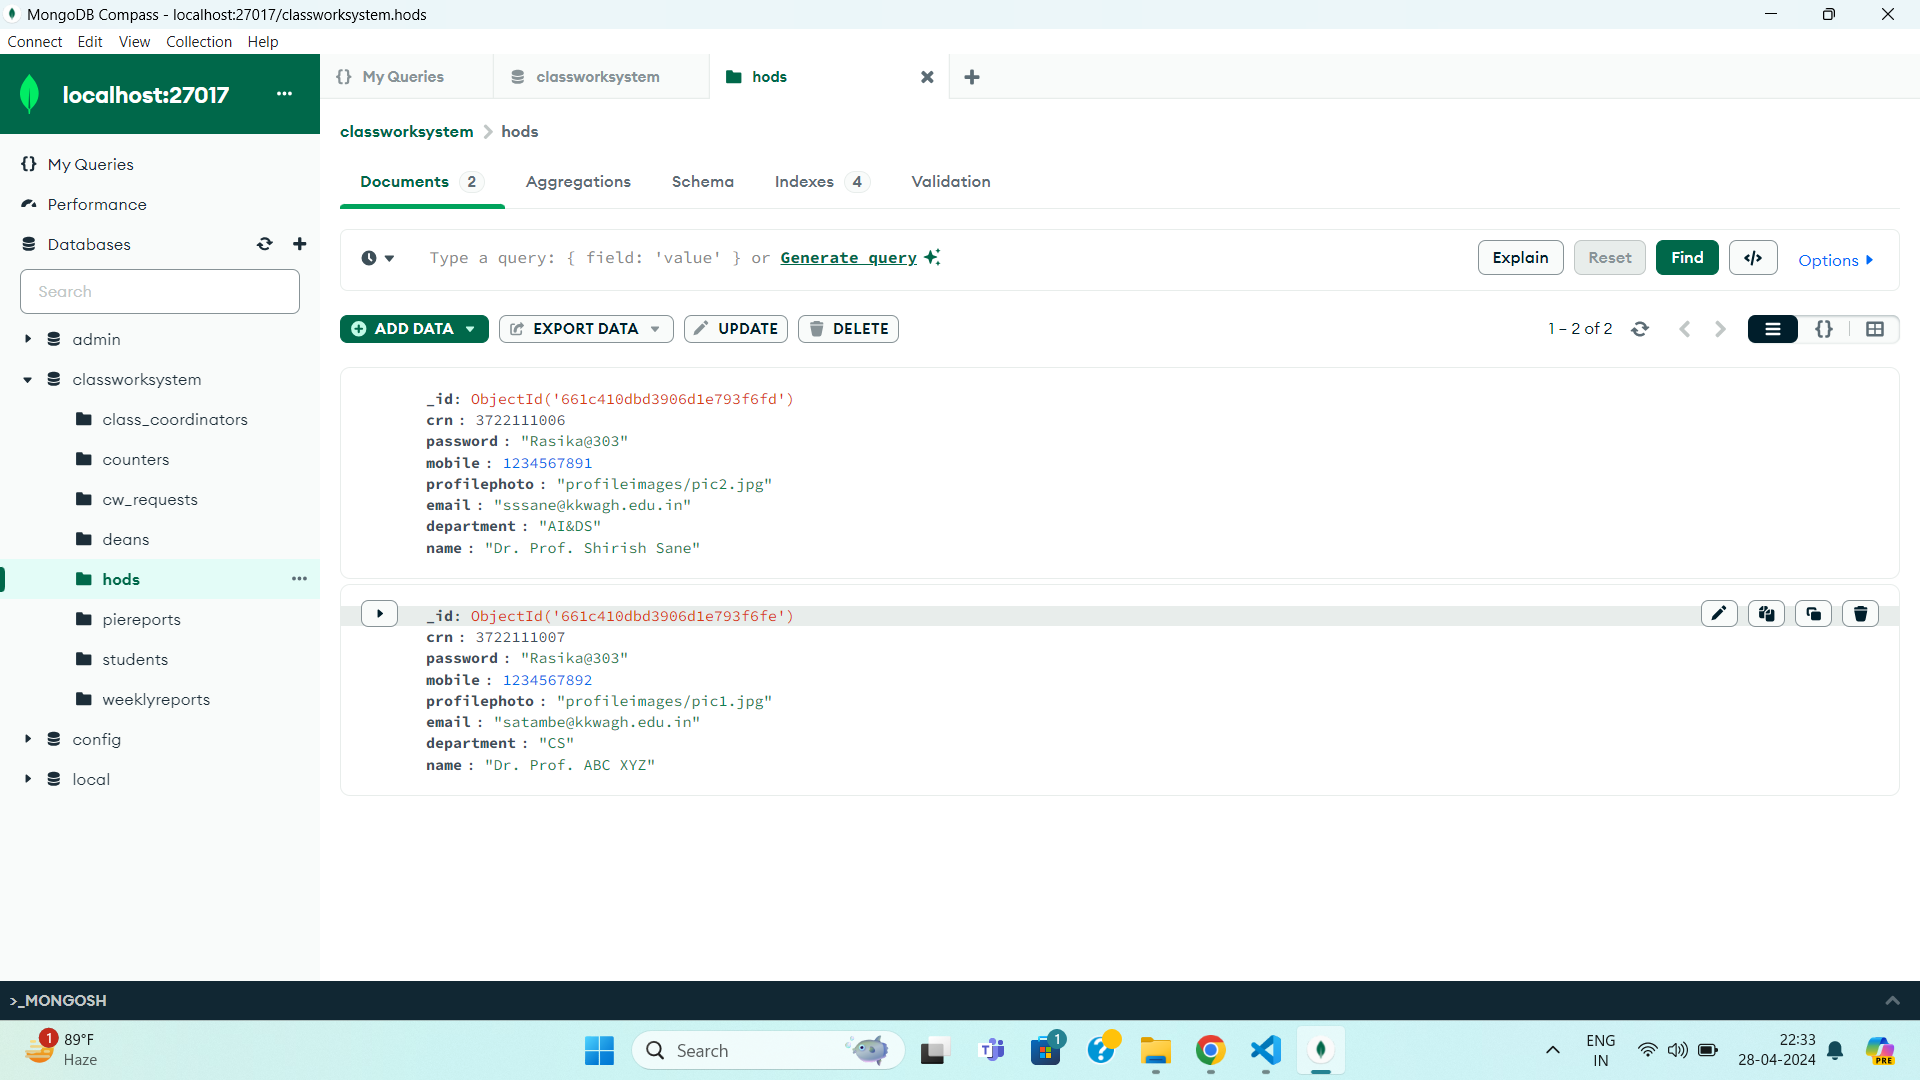 MongoDB Compass - localhost:27017/classworksystem.hods
Connect Edit View Collection Help
localhost:27017 ...
{} My Queries
classworksystem
hods
My Queries
Performance
Databases
Search
admin
classworksystem
class_coordinators
counters
cw_requests
deans
hods ...
piereports
students
weeklyreports
config
local
classworksystem > hods
Documents 2 Aggregations Schema Indexes 4 Validation
Type a query: { field: 'value' } or Generate query
Explain Reset Find </> Options
ADD DATA EXPORT DATA UPDATE DELETE
1 – 2 of 2 {}
_id: ObjectId('661c410dbd3906d1e793f6fd')
crn : 3722111006
password : "Rasika@303"
mobile : 1234567891
profilephoto : "profileimages/pic2.jpg"
email : "sssane@kkwagh.edu.in"
department : "AI&DS"
name : "Dr. Prof. Shirish Sane"
_id: ObjectId('661c410dbd3906d1e793f6fe')
crn : 3722111007
password : "Rasika@303"
mobile : 1234567892
profilephoto : "profileimages/pic1.jpg"
email : "satambe@kkwagh.edu.in"
department : "CS"
name : "Dr. Prof. ABC XYZ"
>_MONGOSH
1 89°F
Haze
Search
1
ENG
IN
22:33
28-04-2024
PRE